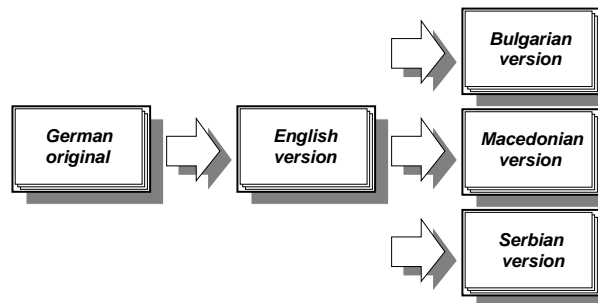 German
original
English
version
Bulgarian
version
Macedonian
version
Serbian
version